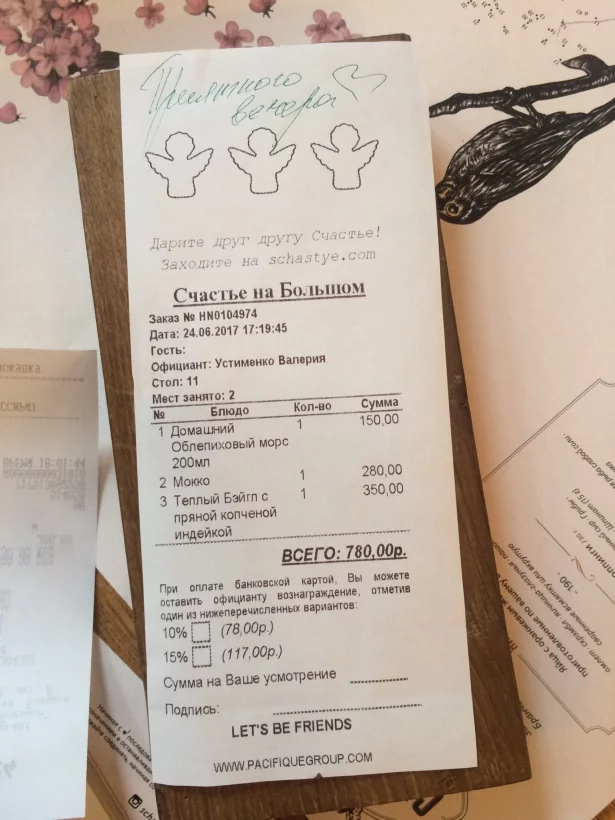 Приятного
вечера
Дарите друг другу Счастье!
Заходите на schastye.com
Счастье на Большом
Заказ № HN0104974
Дата: 24.06.2017 17:19:45
Гость:
Официант: Устименко Валерия
Стол: 11
Мест занято: 2
№ Блюдо Кол-во Сумма
1 Домашний 1 150,00
Облепиховый морс
200мл
2 Мокко 1 280,00
3 Теплый Бэйгл с 1 350,00
пряной копченой
индейкой
ВСЕГО: 780,00р.
При оплате банковской картой, Вы можете
оставить официанту вознаграждение, отметив
один из нижеперечисленных вариантов:
10% (78,00р.)
15% (117,00р.)
Сумма на Ваше усмотрение
Подпись:
LET'S BE FRIENDS
WWW.PACIFIQUEGROUP.COM